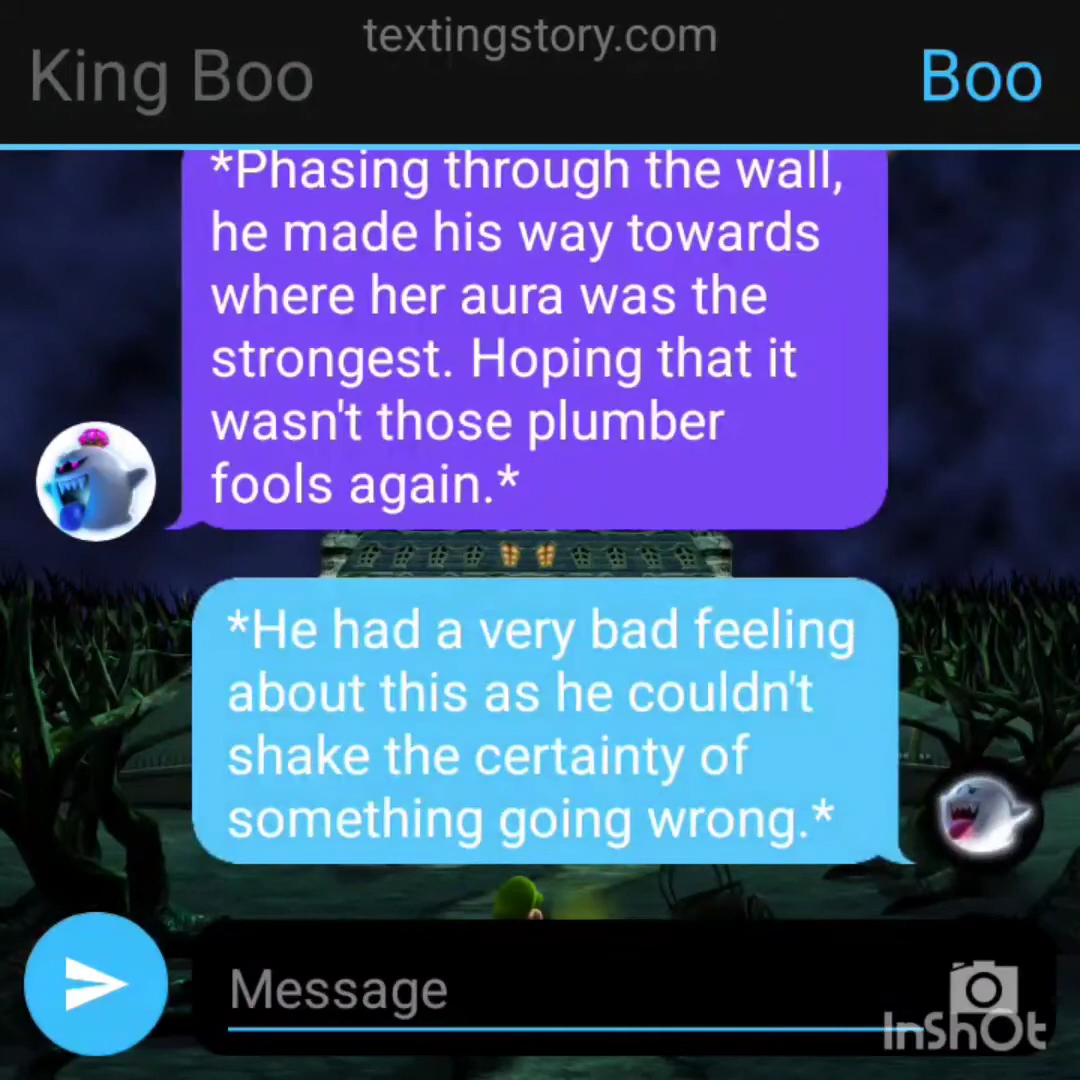 textingstory.com
King Boo
Boo
*Phasing through the wall,
he made his way towards
where her aura was the
strongest. Hoping that it
wasn't those plumber
fools again.*
*He had a very bad feeling
about this as he couldn't
shake the certainty of
something going wrong.*
Message
InShOt